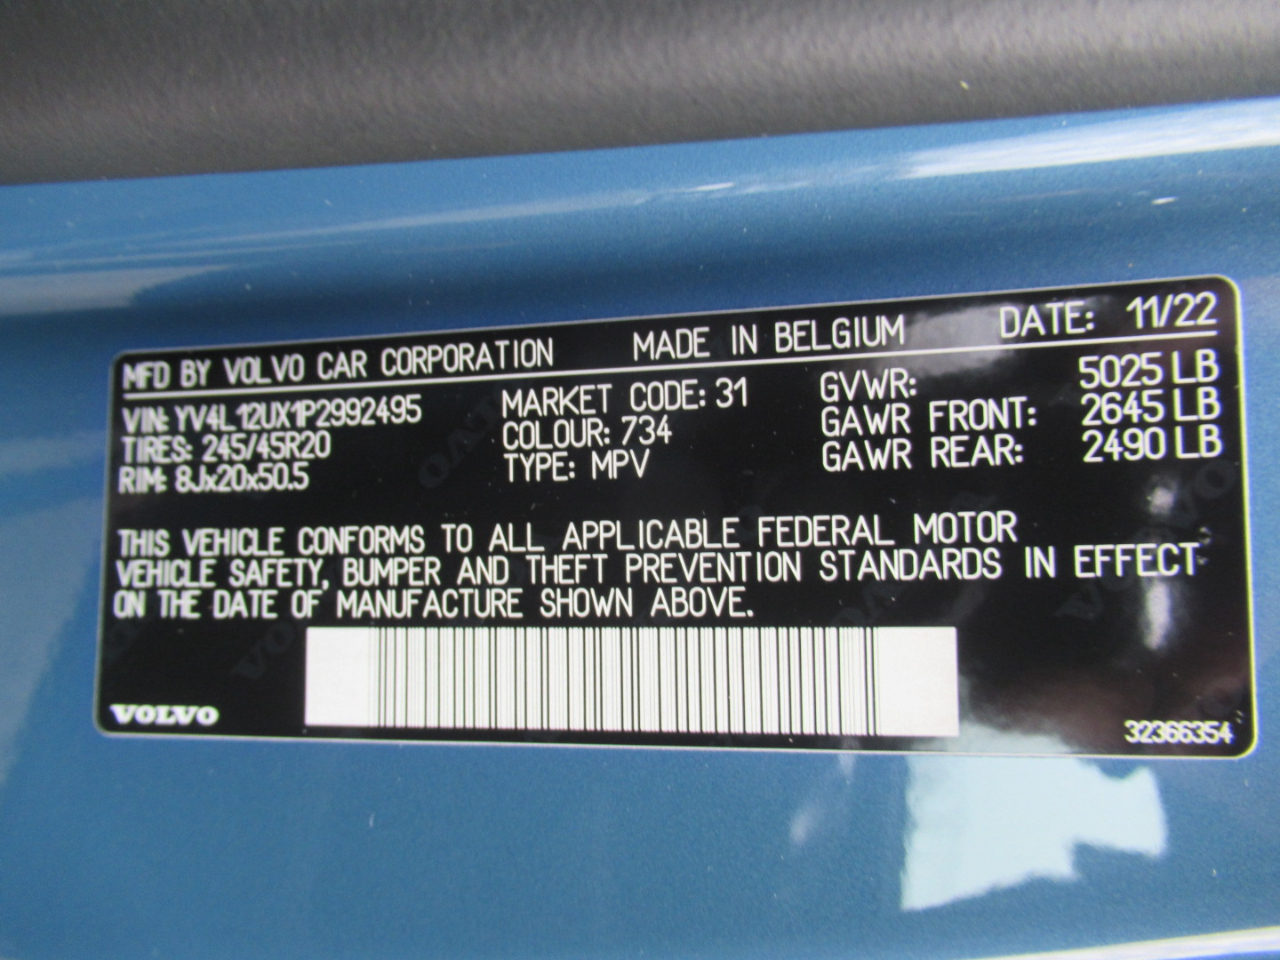 MFD BY VOLVO CAR CORPORATION MADE IN BELGIUM DATE: 11/22
VIN: YV4L12UX1P2992495 MARKET CODE: 31 GVWR: 5025 LB
TIRES: 245/45R20 COLOUR: 734 GAWR FRONT: 2645 LB
RIM: 8Jx20x50.5 TYPE: MPV GAWR REAR: 2490 LB
THIS VEHICLE CONFORMS TO ALL APPLICABLE FEDERAL MOTOR
VEHICLE SAFETY, BUMPER AND THEFT PREVENTION STANDARDS IN EFFECT
ON THE DATE OF MANUFACTURE SHOWN ABOVE.
VOLVO
32366354